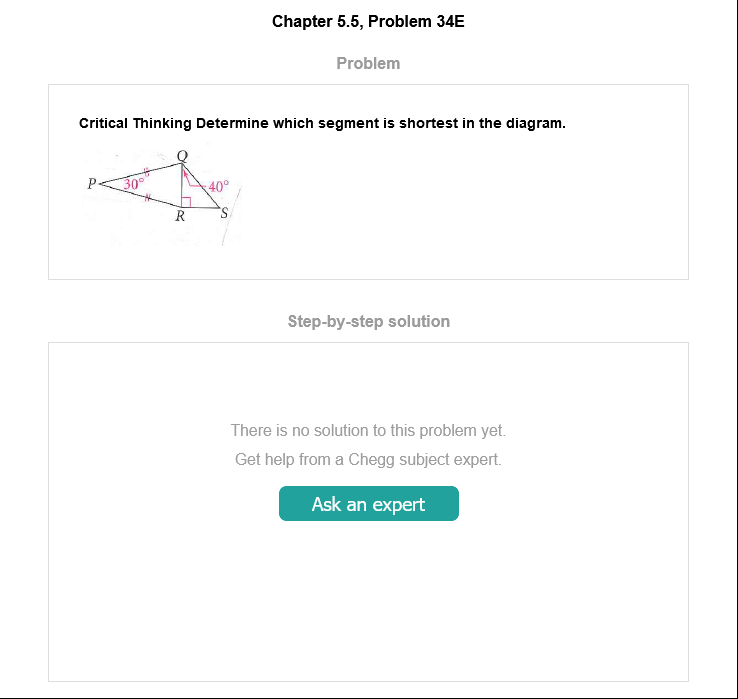 Chapter 5.5, Problem 34E
Problem
Critical Thinking Determine which segment is shortest in the diagram.
Q
P 30° 40°
R S
Step-by-step solution
There is no solution to this problem yet.
Get help from a Chegg subject expert.
Ask an expert